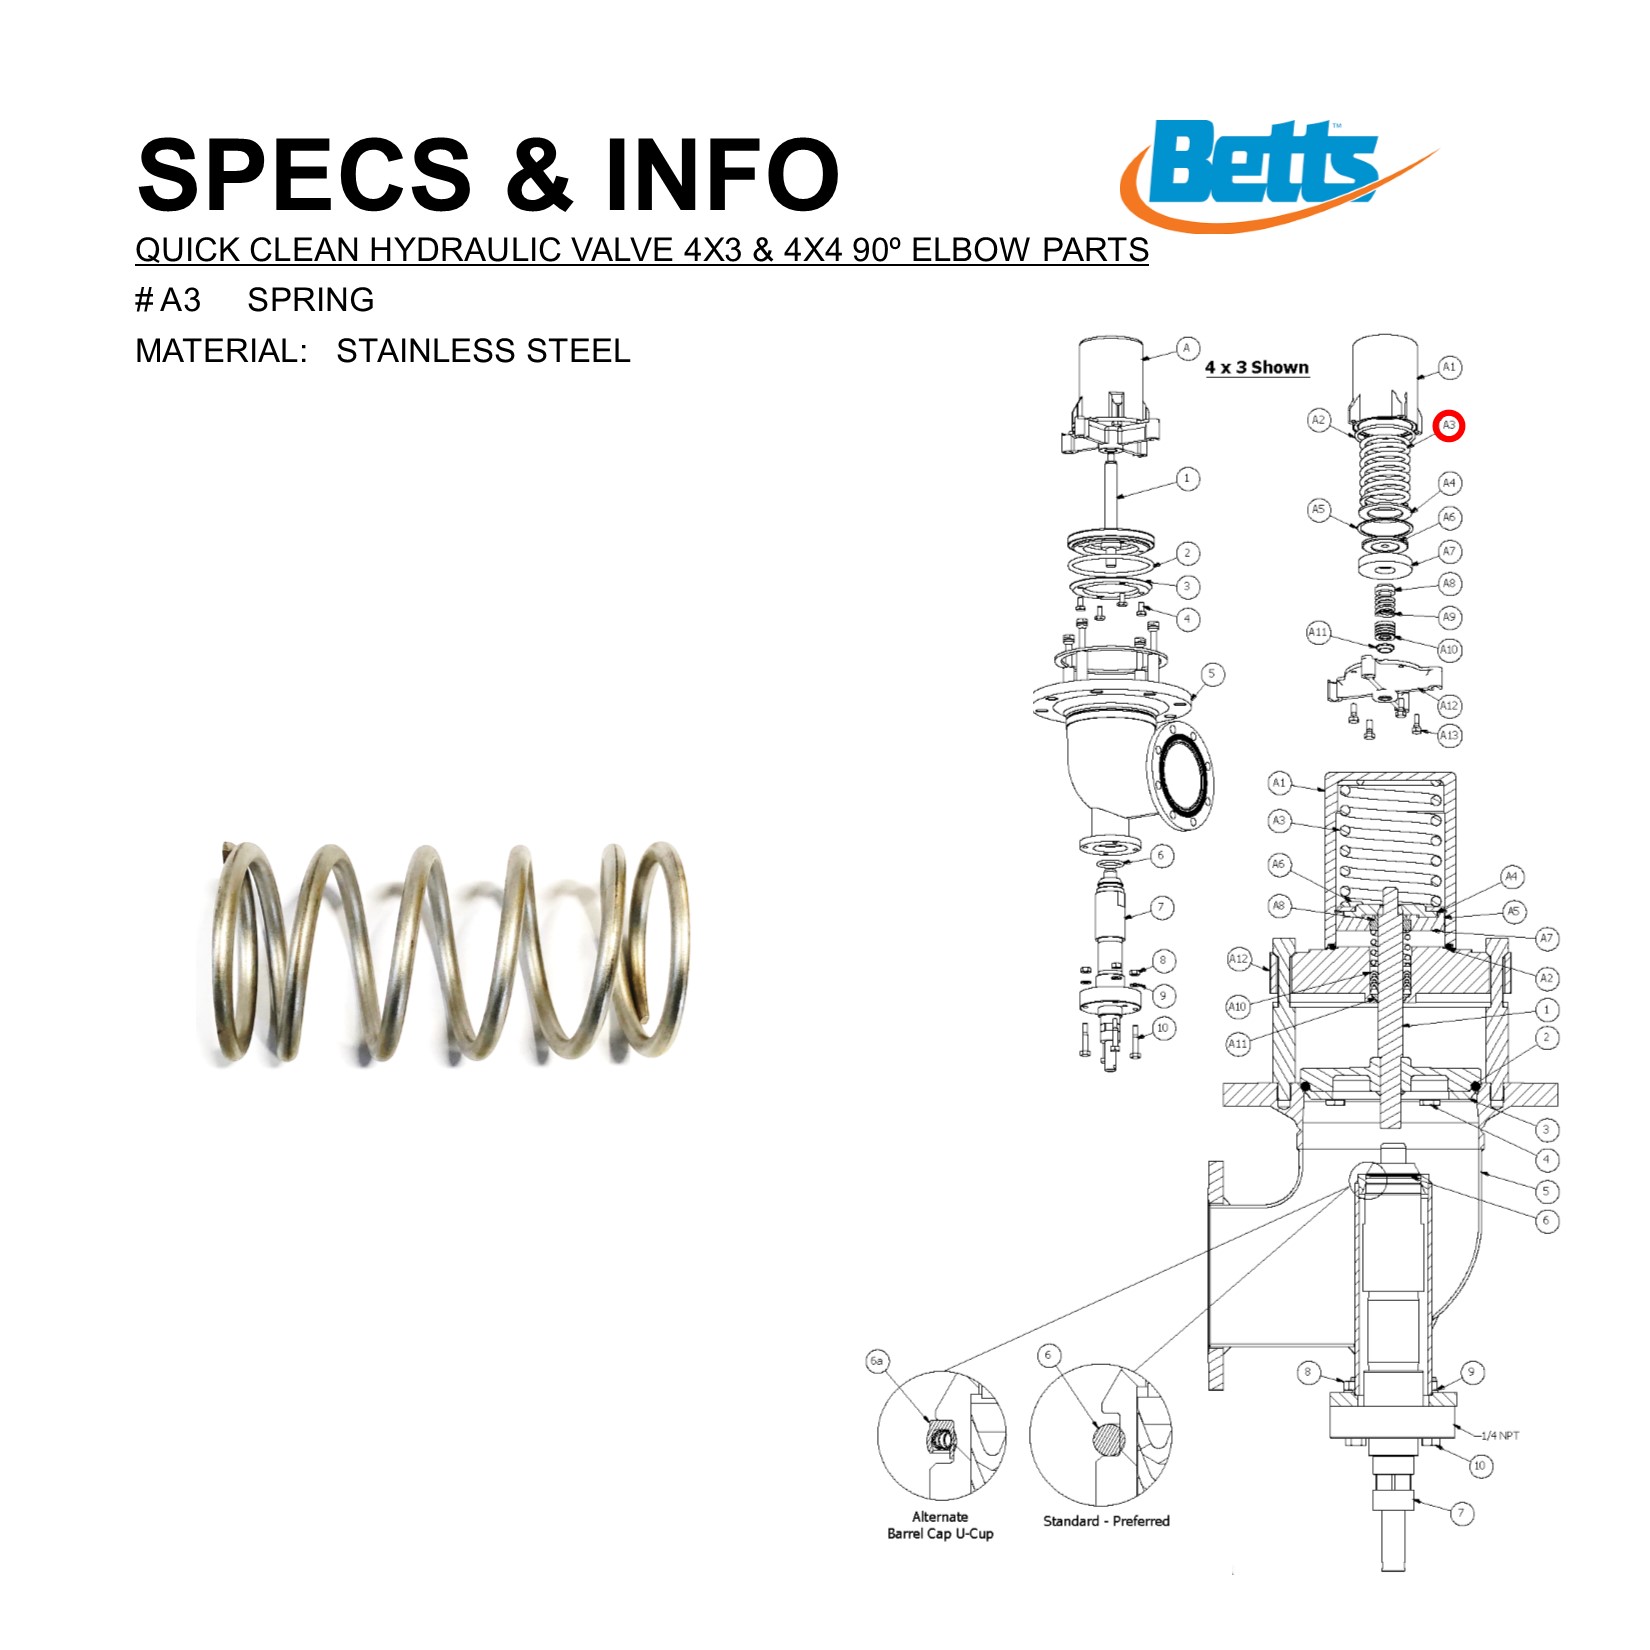 SPECS & INFO
Betts™
QUICK CLEAN HYDRAULIC VALVE 4X3 & 4X4 90º ELBOW PARTS
# A3 SPRING
MATERIAL: STAINLESS STEEL
A
4 x 3 Shown
1
2
3
4
5
6
7
8
9
10
A1
A2
A3
A4
A5
A6
A7
A8
A9
A11
A10
A12
A13
A1
A3
A6
A4
A8
A5
A7
A12
A2
A10
1
A11
2
3
4
5
6
8
9
1/4 NPT
10
7
6a
6
Alternate
Barrel Cap U-Cup
Standard - Preferred